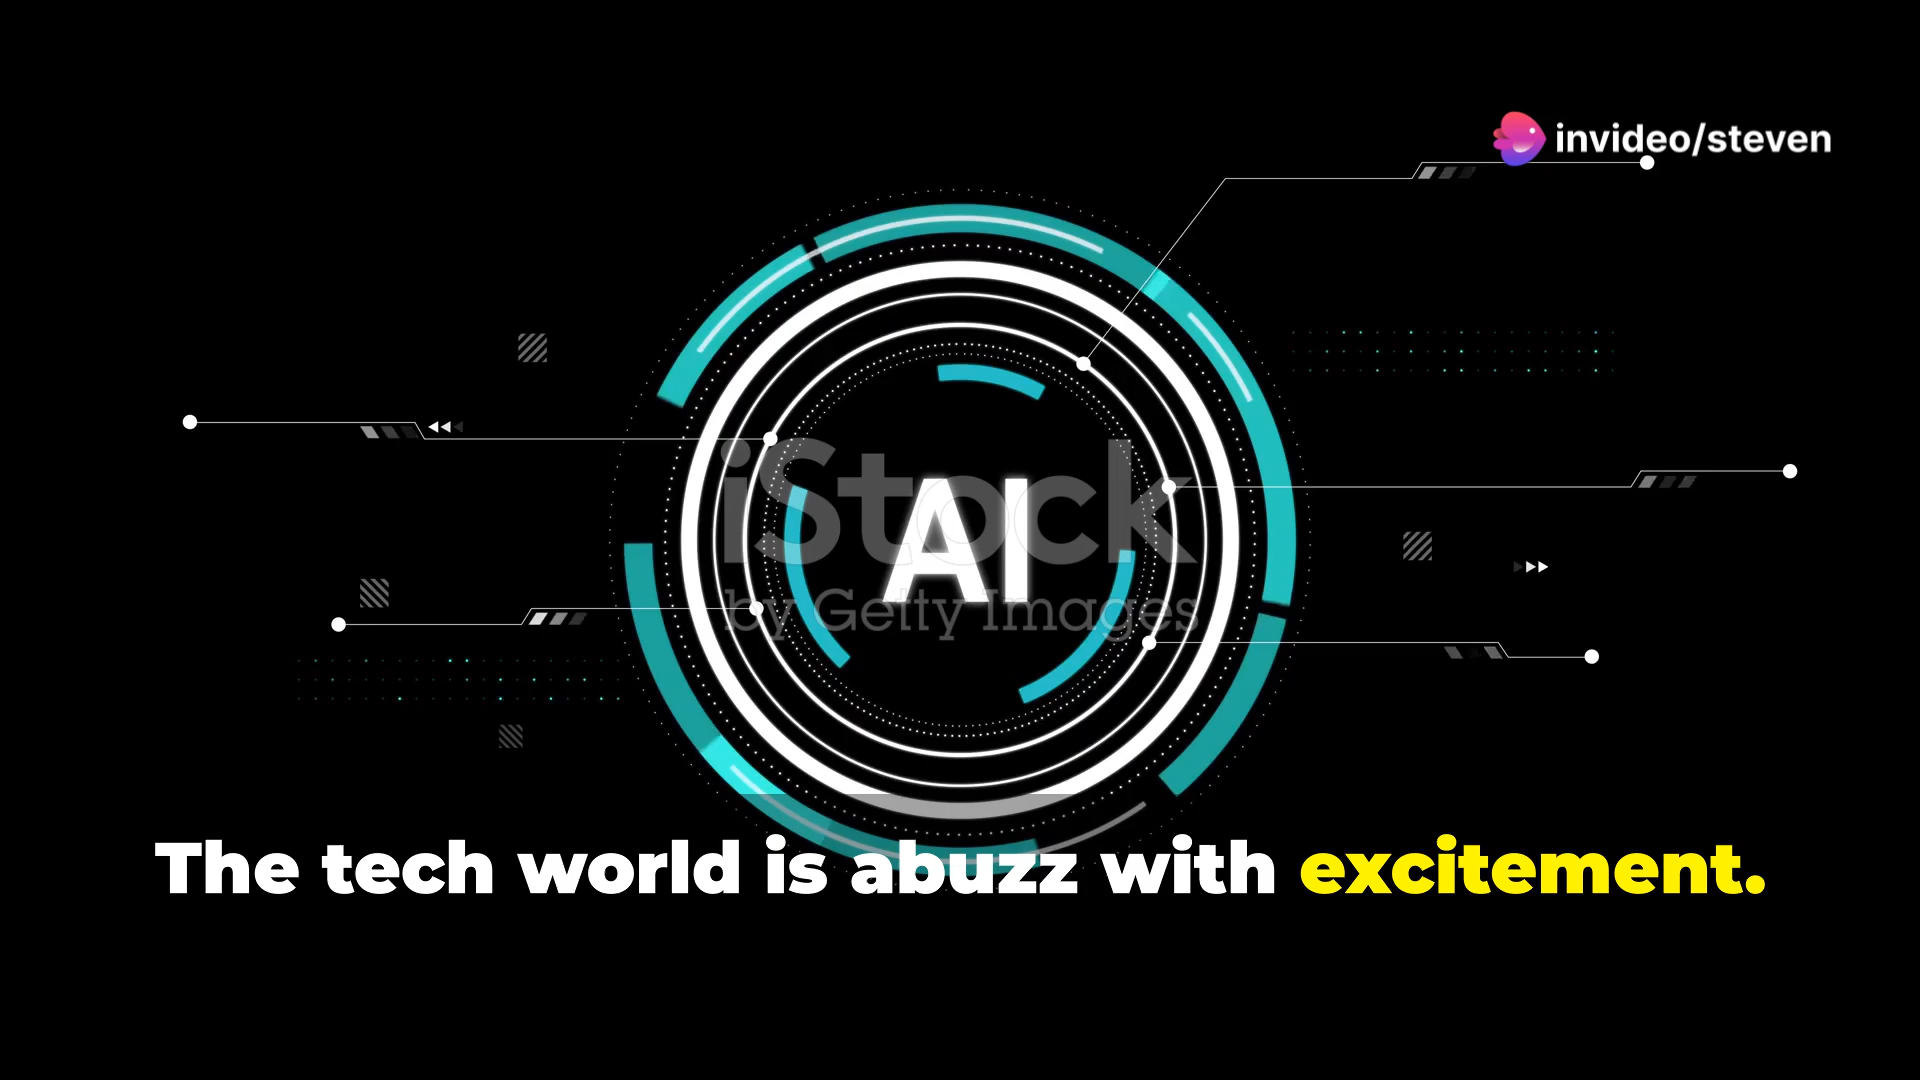 invideo/steven
iStock
AI
by Getty Images
The tech world is abuzz with excitement.